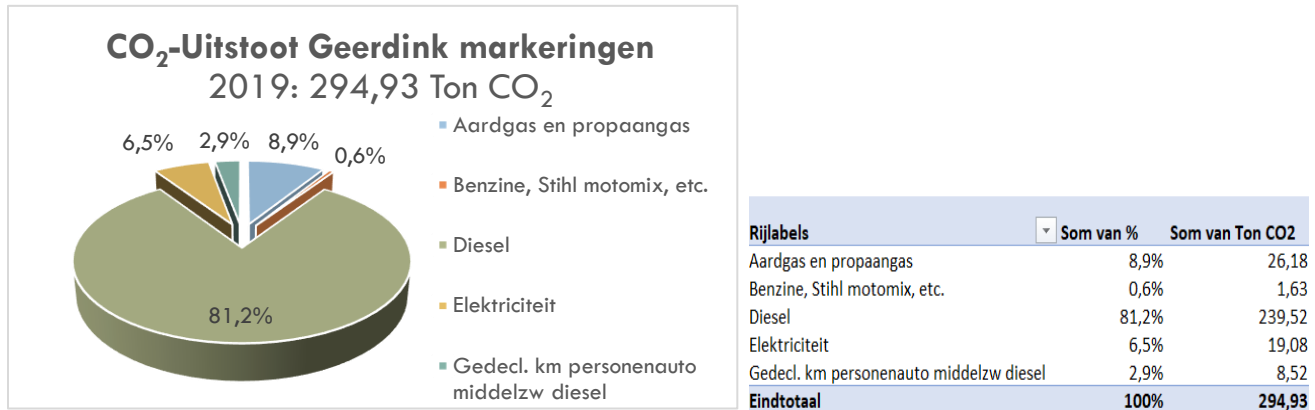 CO₂-Uitstoot Geerdink markeringen
2019: 294,93 Ton CO₂
6,5%
2,9%
8,9%
0,6%
81,2%
Aardgas en propaangas
Benzine, Stihl motomix, etc.
Diesel
Elektriciteit
Gedecl. km personenauto
middelzw diesel
Rijlabels Som van % Som van Ton CO2
Aardgas en propaangas 8,9% 26,18
Benzine, Stihl motomix, etc. 0,6% 1,63
Diesel 81,2% 239,52
Elektriciteit 6,5% 19,08
Gedecl. km personenauto middelzw diesel 2,9% 8,52
Eindtotaal 100% 294,93